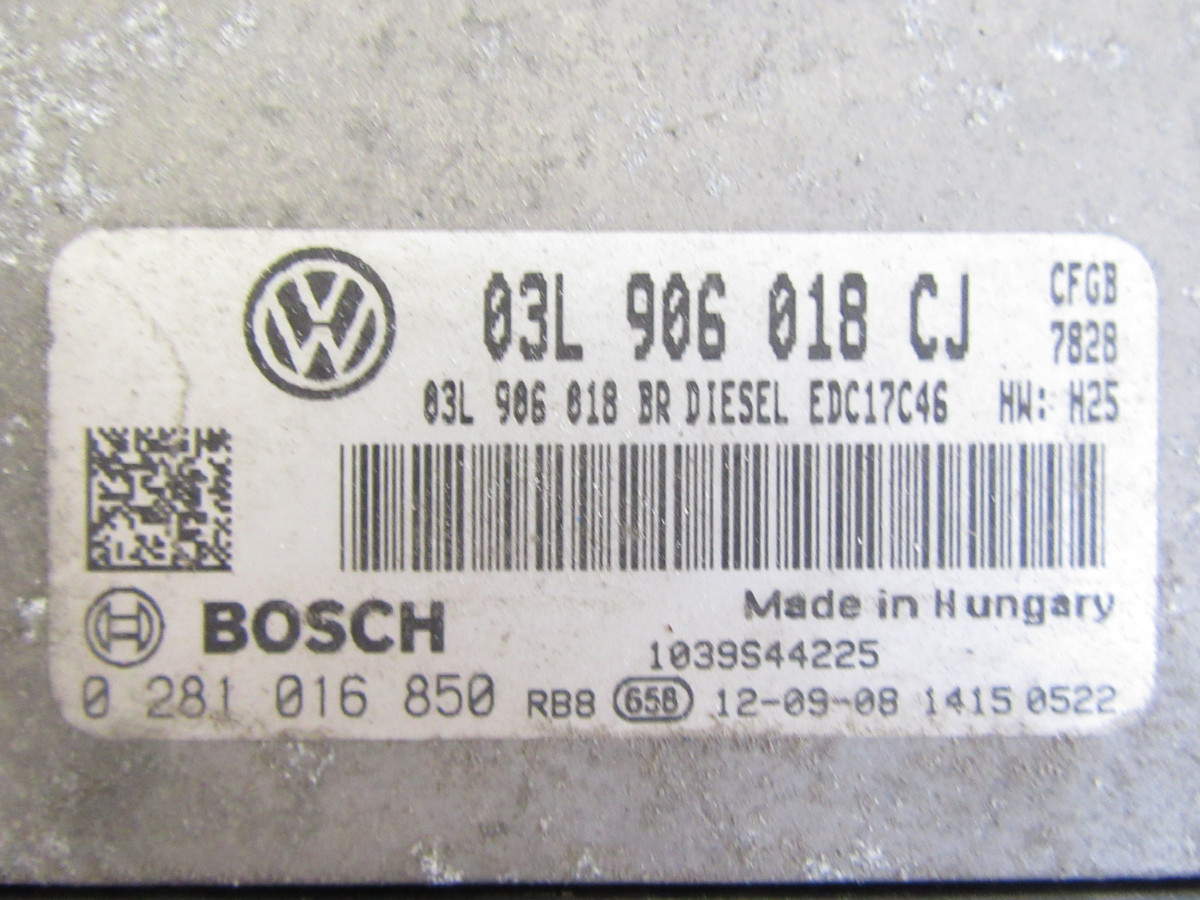 03L 906 018 CJ CFGB
7828
03L 906 018 BR DIESEL EDC17C46 HW: H25
BOSCH Made in Hungary
1039S44225
0 281 016 850 RB8 658 12-09-08 1415 0522